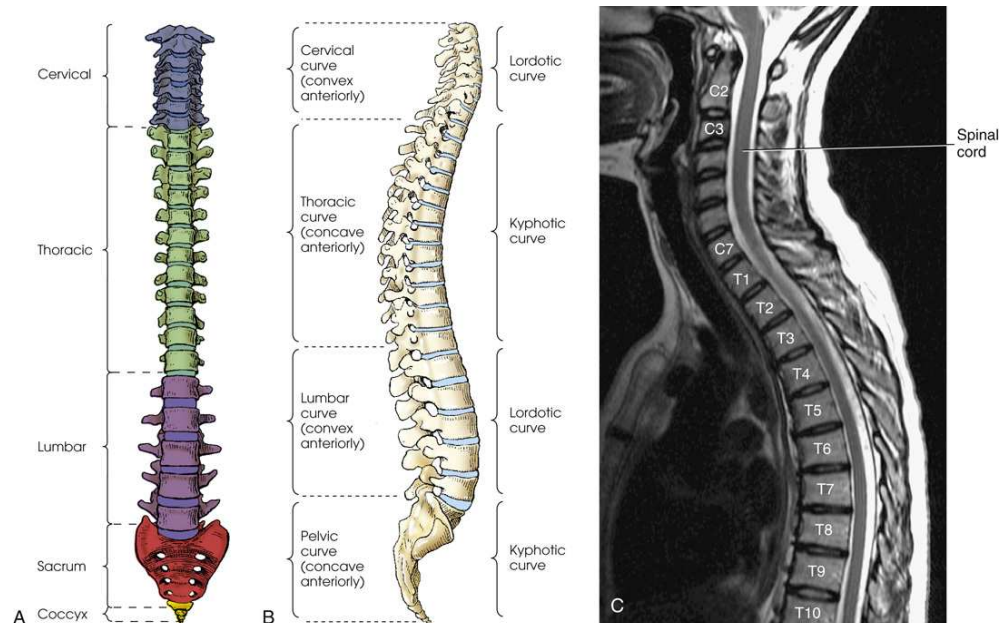 Cervical
Thoracic
Lumbar
Sacrum
Coccyx
A
Cervical
curve
(convex
anteriorly)
Thoracic
curve
(concave
anteriorly)
Lumbar
curve
(convex
anteriorly)
Pelvic
curve
(concave
anteriorly)
Lordotic
curve
Kyphotic
curve
Lordotic
curve
Kyphotic
curve
B
C2
C3
C7
T1
T2
T3
T4
T5
T6
T7
T8
T9
T10
Spinal
cord
C